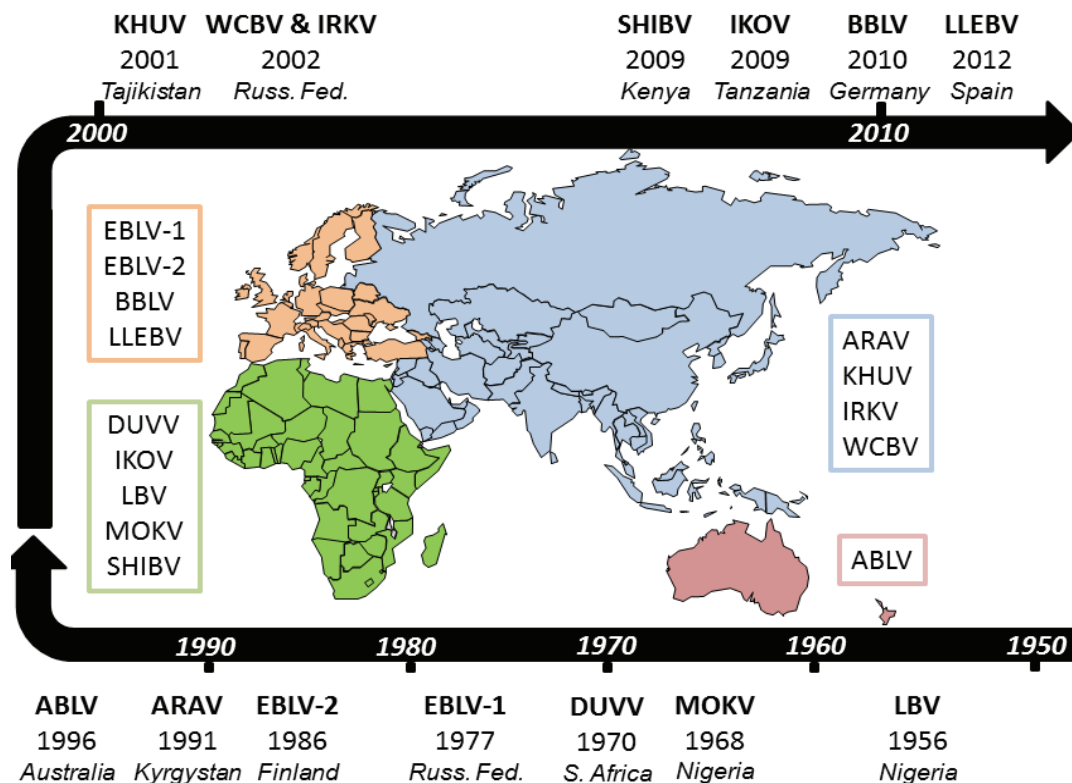 KHUV WCBV & IRKV SHIBV IKOV BBLV LLEBV
2001 2002 2009 2009 2010 2012
Tajikistan Russ. Fed. Kenya Tanzania Germany Spain
2000 2010
EBLV-1
EBLV-2
BBLV
LLEBV
ARAV
KHUV
IRKV
WCBV
DUVV
IKOV
LBV
MOKV
SHIBV
ABLV
1990 1980 1970 1960 1950
ABLV ARAV EBLV-2 EBLV-1 DUVV MOKV LBV
1996 1991 1986 1977 1970 1968 1956
Australia Kyrgystan Finland Russ. Fed. S. Africa Nigeria Nigeria